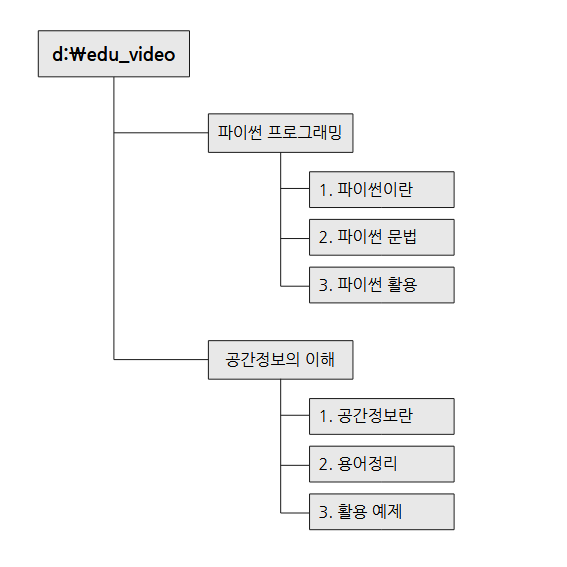 d:₩edu_video
파이썬 프로그래밍
1. 파이썬이란
2. 파이썬 문법
3. 파이썬 활용
공간정보의 이해
1. 공간정보란
2. 용어정리
3. 활용 예제